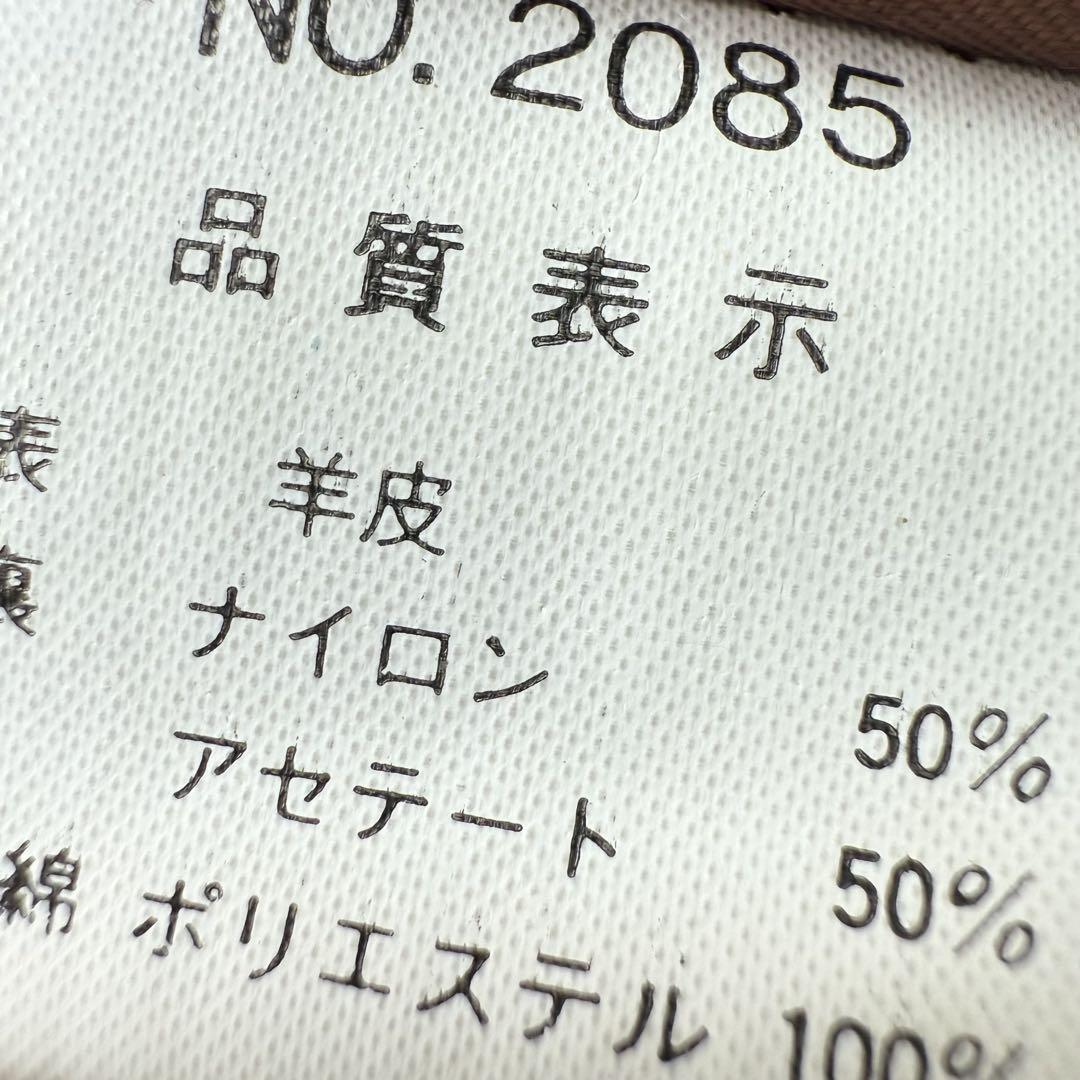 NO. 2085
品質表示
表 羊皮
裏 ナイロン 50%
アセテート 50%
綿 ポリエステル 100%